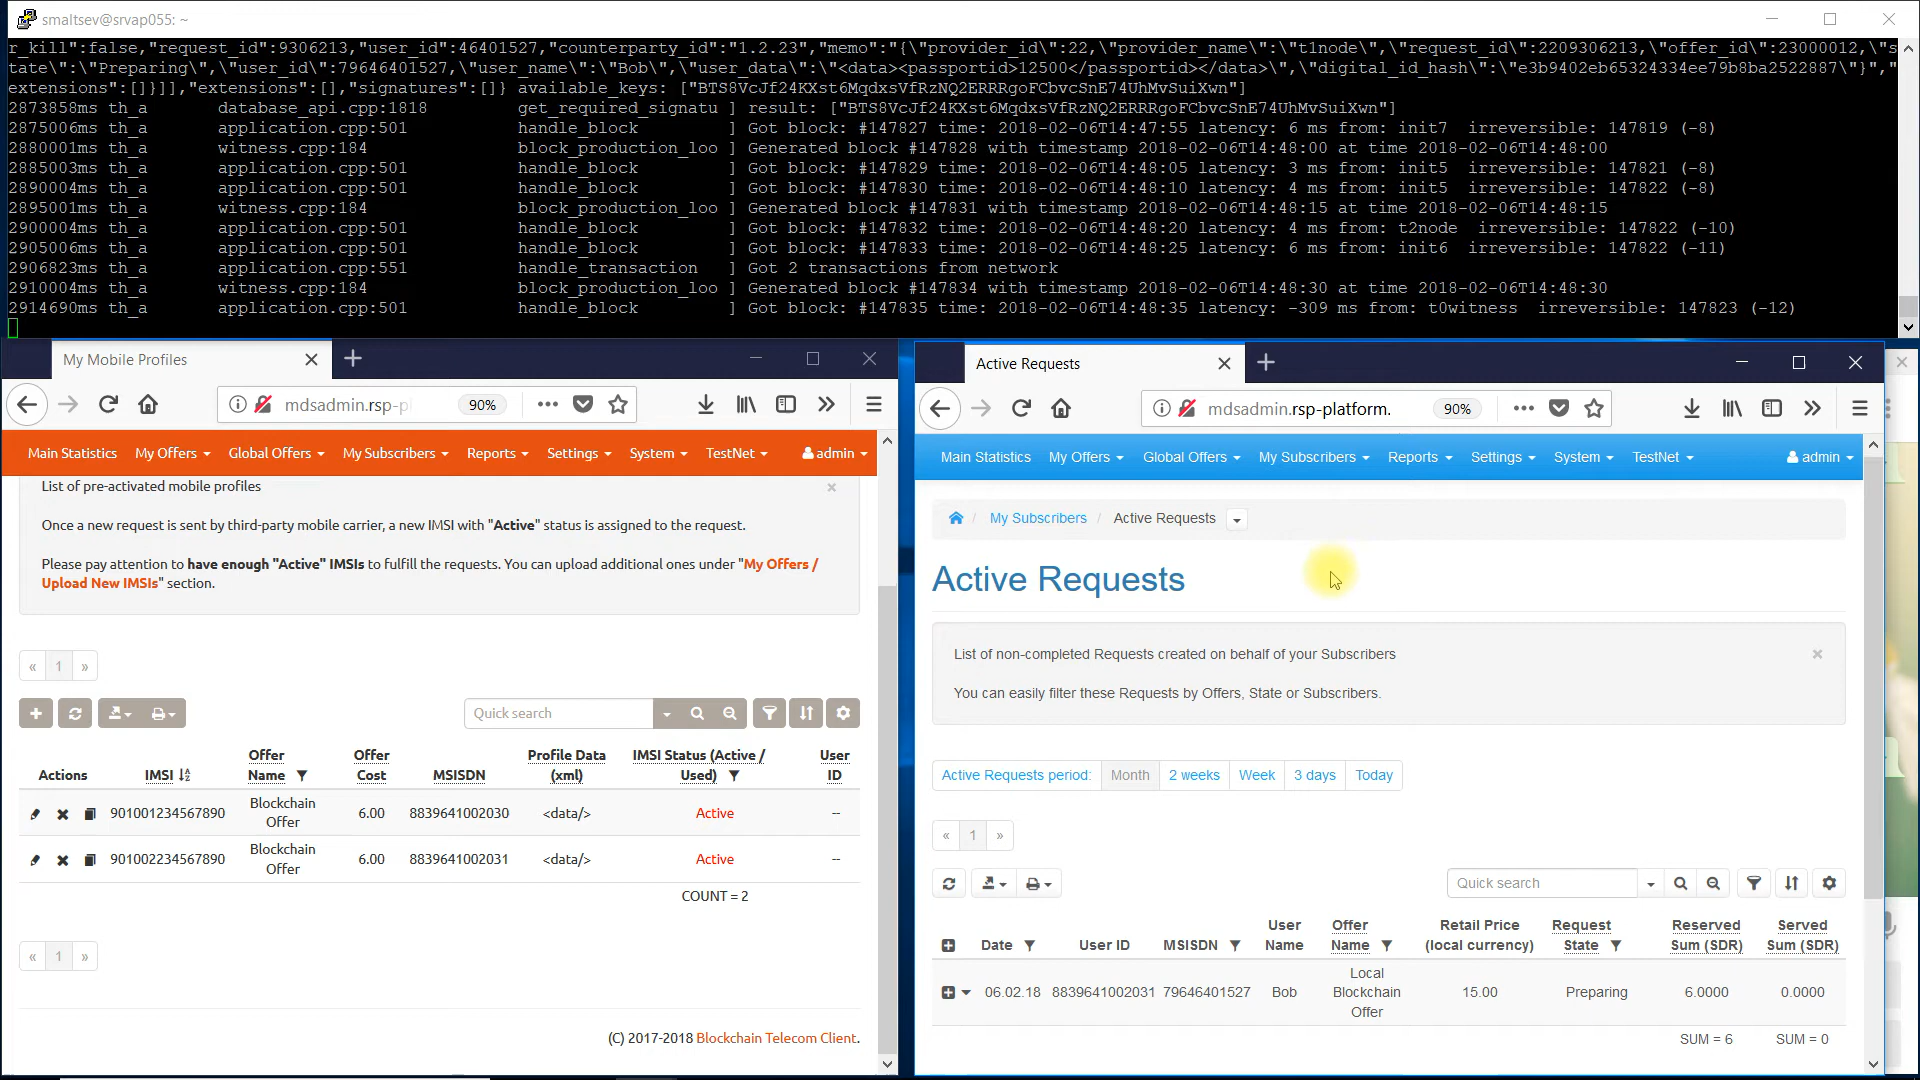 smaltsev@srvap055: ~
r_kill":false,"request_id":9306213,"user_id":46401527,"counterparty_id":"1.2.23","memo":"{\"provider_id\":22,\"provider_name\":\"t1node\",\"request_id\":2209306213,\"offer_id\":23000012,\"s
tate\":\"Preparing\",\"user_id\":79646401527,\"user_name\":\"Bob\",\"user_data\":\"<data><passportid>12500</passportid></data>\",\"digital_id_hash\":\"e3b9402eb65324334ee79b8ba2522887\"}","
extensions":[]}]],"extensions":[],"signatures":[]} available_keys: ["BTS8VcJf24KXst6MqdxsVfRzNQ2ERRRgoFCbvcSnE74UhMvSuiXwn"]
2873858ms th_a database_api.cpp:1818 get_required_signatu ] result: ["BTS8VcJf24KXst6MqdxsVfRzNQ2ERRRgoFCbvcSnE74UhMvSuiXwn"]
2875006ms th_a application.cpp:501 handle_block ] Got block: #147827 time: 2018-02-06T14:47:55 latency: 6 ms from: init7 irreversible: 147819 (-8)
2880001ms th_a witness.cpp:184 block_production_loo ] Generated block #147828 with timestamp 2018-02-06T14:48:00 at time 2018-02-06T14:48:00
2885003ms th_a application.cpp:501 handle_block ] Got block: #147829 time: 2018-02-06T14:48:05 latency: 3 ms from: init5 irreversible: 147821 (-8)
2890004ms th_a application.cpp:501 handle_block ] Got block: #147830 time: 2018-02-06T14:48:10 latency: 4 ms from: init5 irreversible: 147822 (-8)
2895001ms th_a witness.cpp:184 block_production_loo ] Generated block #147831 with timestamp 2018-02-06T14:48:15 at time 2018-02-06T14:48:15
2900004ms th_a application.cpp:501 handle_block ] Got block: #147832 time: 2018-02-06T14:48:20 latency: 4 ms from: t2node irreversible: 147822 (-10)
2905006ms th_a application.cpp:501 handle_block ] Got block: #147833 time: 2018-02-06T14:48:25 latency: 6 ms from: init6 irreversible: 147822 (-11)
2906823ms th_a application.cpp:551 handle_transaction ] Got 2 transactions from network
2910004ms th_a witness.cpp:184 block_production_loo ] Generated block #147834 with timestamp 2018-02-06T14:48:30 at time 2018-02-06T14:48:30
2914690ms th_a application.cpp:501 handle_block ] Got block: #147835 time: 2018-02-06T14:48:35 latency: -309 ms from: t0witness irreversible: 147823 (-12)
My Mobile Profiles
mdsadmin.rsp-pl 90%
Main Statistics My Offers Global Offers My Subscribers Reports Settings System TestNet admin
List of pre-activated mobile profiles ×
Once a new request is sent by third-party mobile carrier, a new IMSI with "Active" status is assigned to the request.
Please pay attention to have enough "Active" IMSIs to fulfill the requests. You can upload additional ones under "My Offers /
Upload New IMSIs" section.
« 1 »
Quick search
Actions IMSI Offer Name Offer Cost MSISDN Profile Data (xml) IMSI Status (Active / Used) User ID
901001234567890 Blockchain Offer 6.00 8839641002030 <data/> Active --
901002234567890 Blockchain Offer 6.00 8839641002031 <data/> Active --
COUNT = 2
« 1 »
(C) 2017-2018 Blockchain Telecom Client.
Active Requests
mdsadmin.rsp-platform. 90%
Main Statistics My Offers Global Offers My Subscribers Reports Settings System TestNet admin
/ My Subscribers / Active Requests
Active Requests
List of non-completed Requests created on behalf of your Subscribers ×
You can easily filter these Requests by Offers, State or Subscribers.
Active Requests period: Month 2 weeks Week 3 days Today
« 1 »
Quick search
Date User ID MSISDN User Name Offer Name Retail Price (local currency) Request State Reserved Sum (SDR) Served Sum (SDR)
06.02.18 8839641002031 79646401527 Bob Local Blockchain Offer 15.00 Preparing 6.0000 0.0000
SUM = 6 SUM = 0